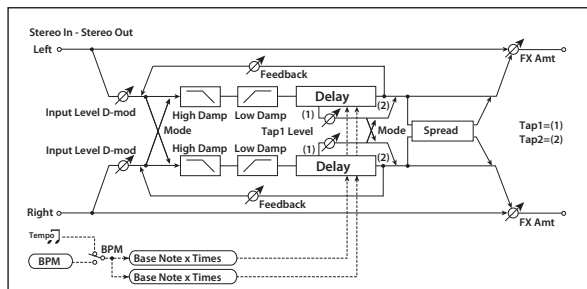 Stereo In - Stereo Out
Left
FX Amt
Feedback
Input Level D-mod
High Damp
Low Damp
Delay
(1)
(2)
Tap1 Level
Mode
Mode
Spread
Tap1=(1)
Tap2=(2)
Input Level D-mod
High Damp
Low Damp
(1)
Delay
(2)
Feedback
Right
FX Amt
Tempo
BPM
BPM
Base Note x Times
Base Note x Times